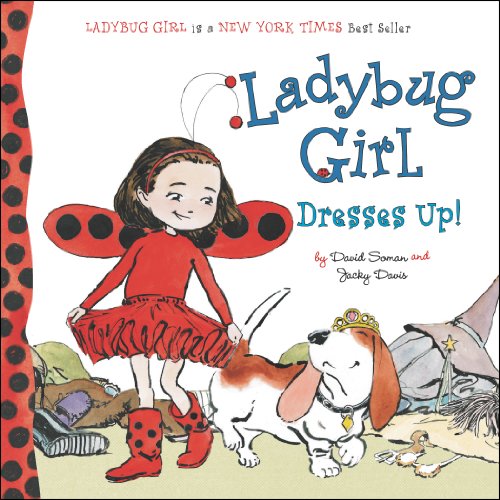 LADYBUG GIRL is a NEW YORK TIMES Best Seller
Ladybug
Girl
Dresses Up!
by David Soman and
Jacky Davis